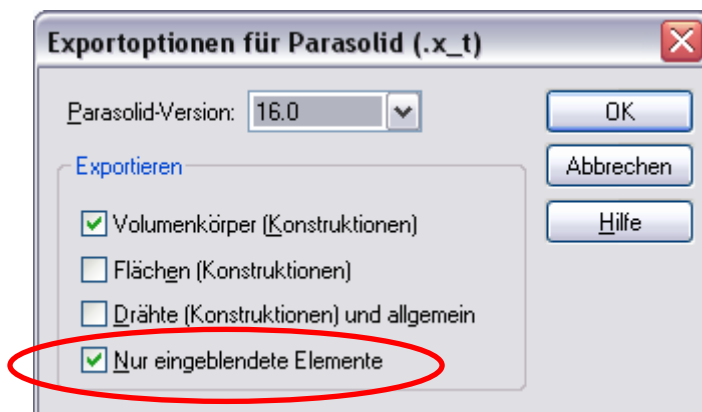 Exportoptionen für Parasolid (.x_t)
Parasolid-Version: 16.0
OK
Exportieren
Abbrechen
Volumenkörper (Konstruktionen)
Hilfe
Flächen (Konstruktionen)
Drähte (Konstruktionen) und allgemein
Nur eingeblendete Elemente